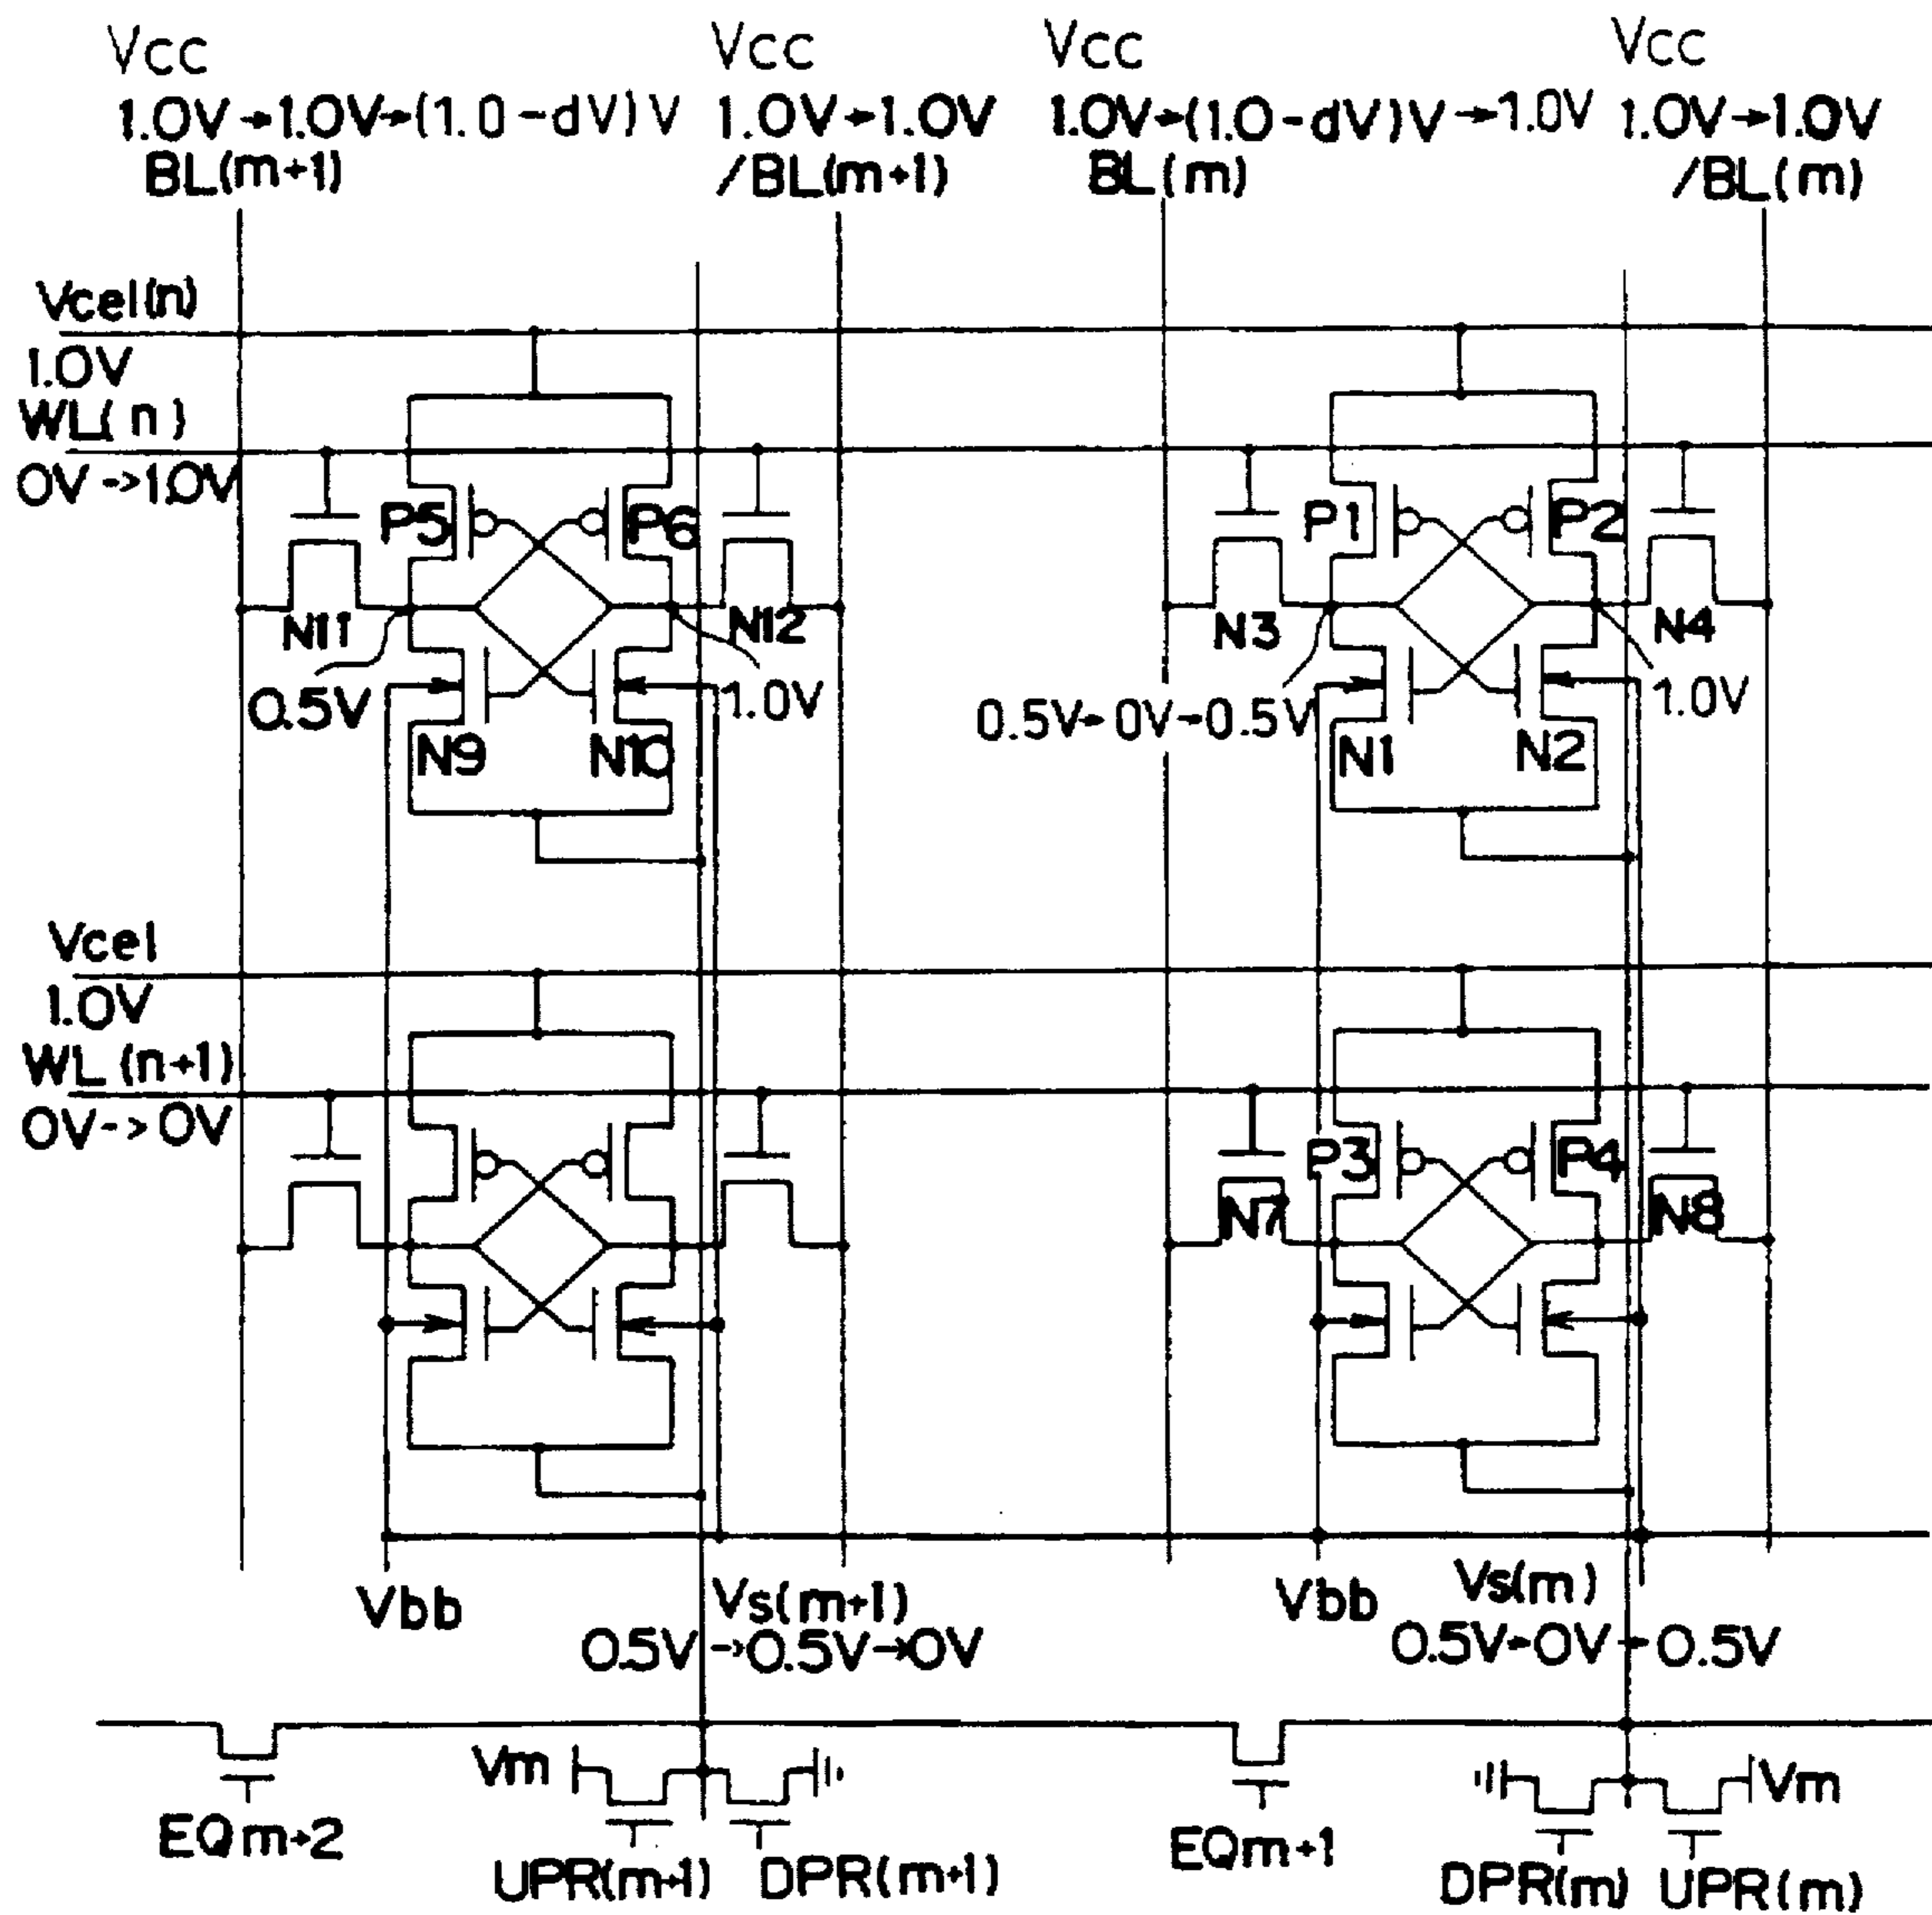 Vcc Vcc Vcc Vcc
1.0V→1.0V→(1.0-dV)V 1.0V→1.0V 1.0V→(1.0-dV)V→1.0V 1.0V→1.0V
BL(m+1) /BL(m+1) BL(m) /BL(m)
Vcel(n)
1.0V
WL(n)
0V->1.0V
P5 P6 P1 P2
N11 N12 N3 N4
0.5V 1.0V 0.5V→0V→0.5V 1.0V
N9 N10 N1 N2
Vcel
1.0V
WL(n+1)
0V->0V
P3 P4
N7 N8
Vbb Vs(m+1) Vbb Vs(m)
0.5V→0.5V→0V 0.5V→0V→0.5V
Vm Vm
EQm+2 EQm+1
UPR(m+1) DPR(m+1) DPR(m) UPR(m)